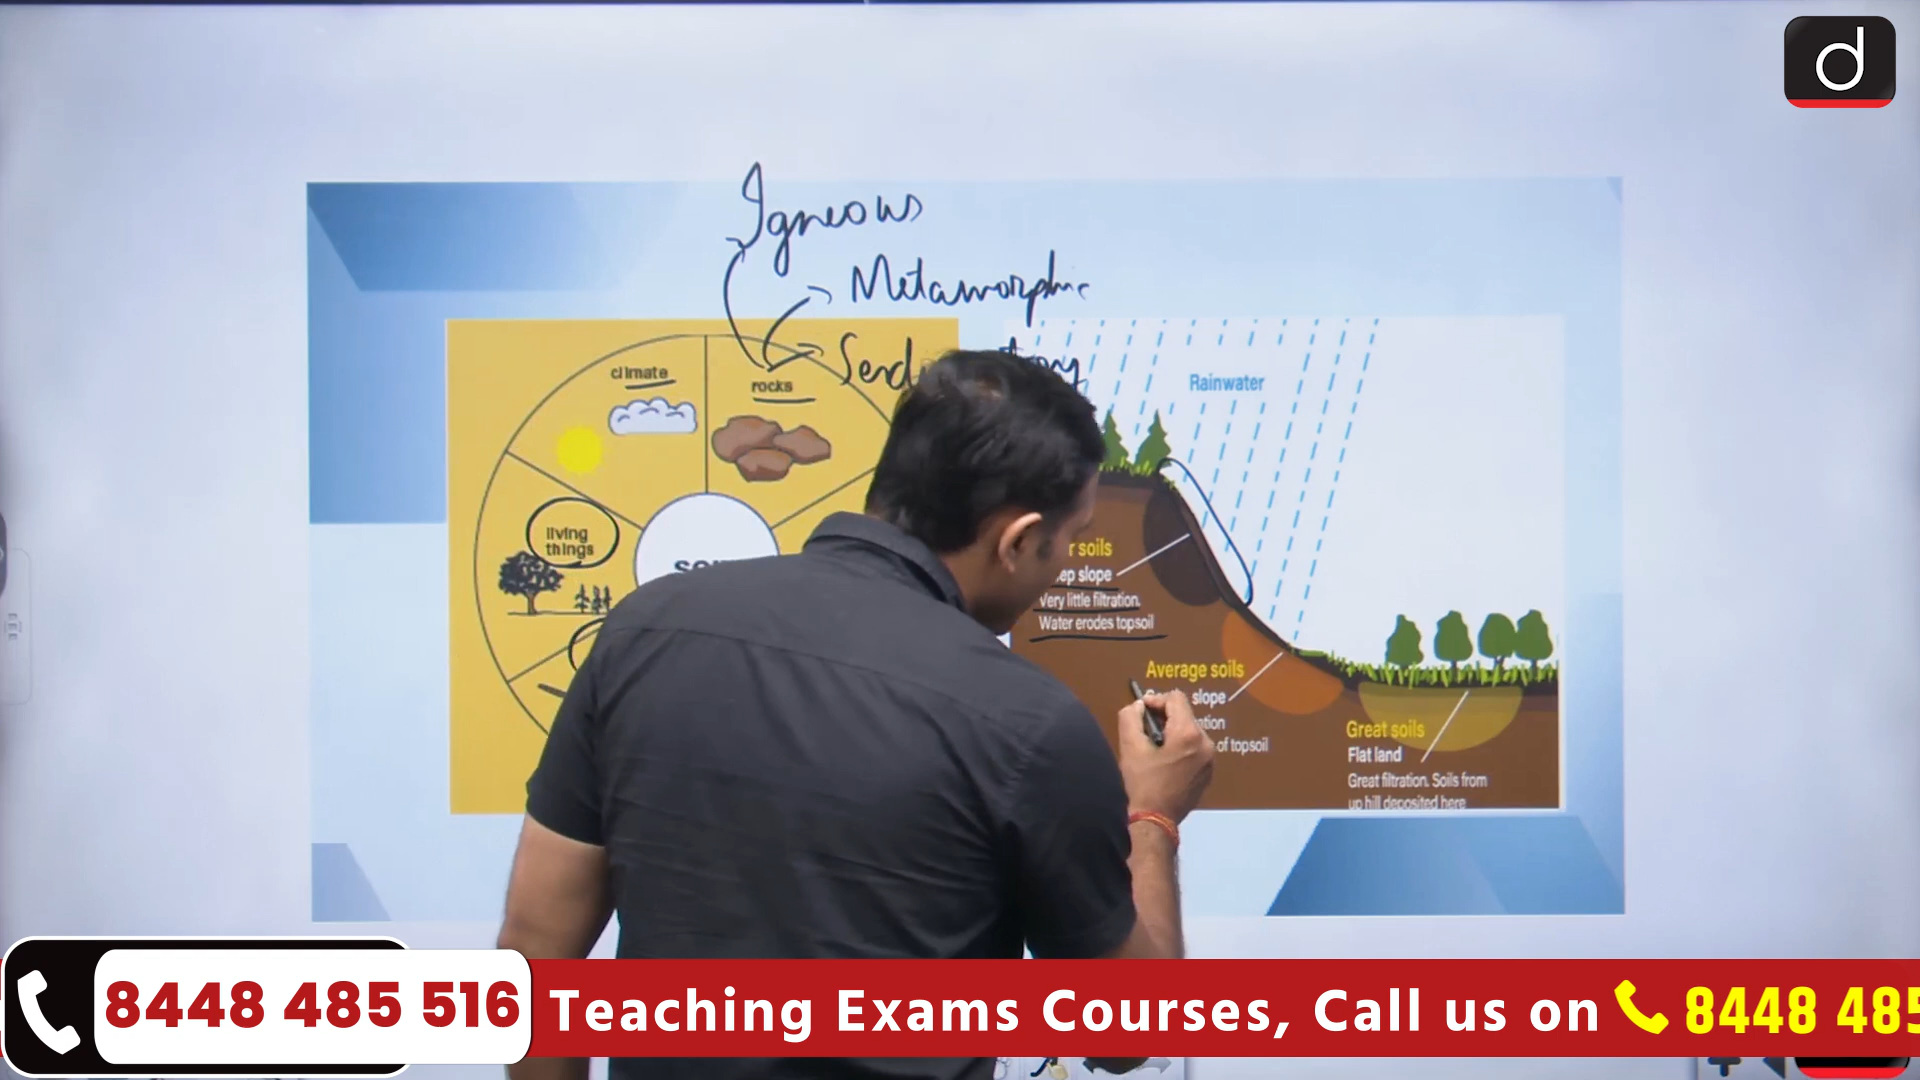 d
Igneous
Metamorphic
climate
rocks
Rainwater
living
things
soils
slope
Very little filtration.
Water erodes topsoil
Average soils
slope
of topsoil
Great soils
Flat land
Great filtration. Soils from
up hill deposited here
8448 485 516
Teaching Exams Courses, Call us on
8448 485